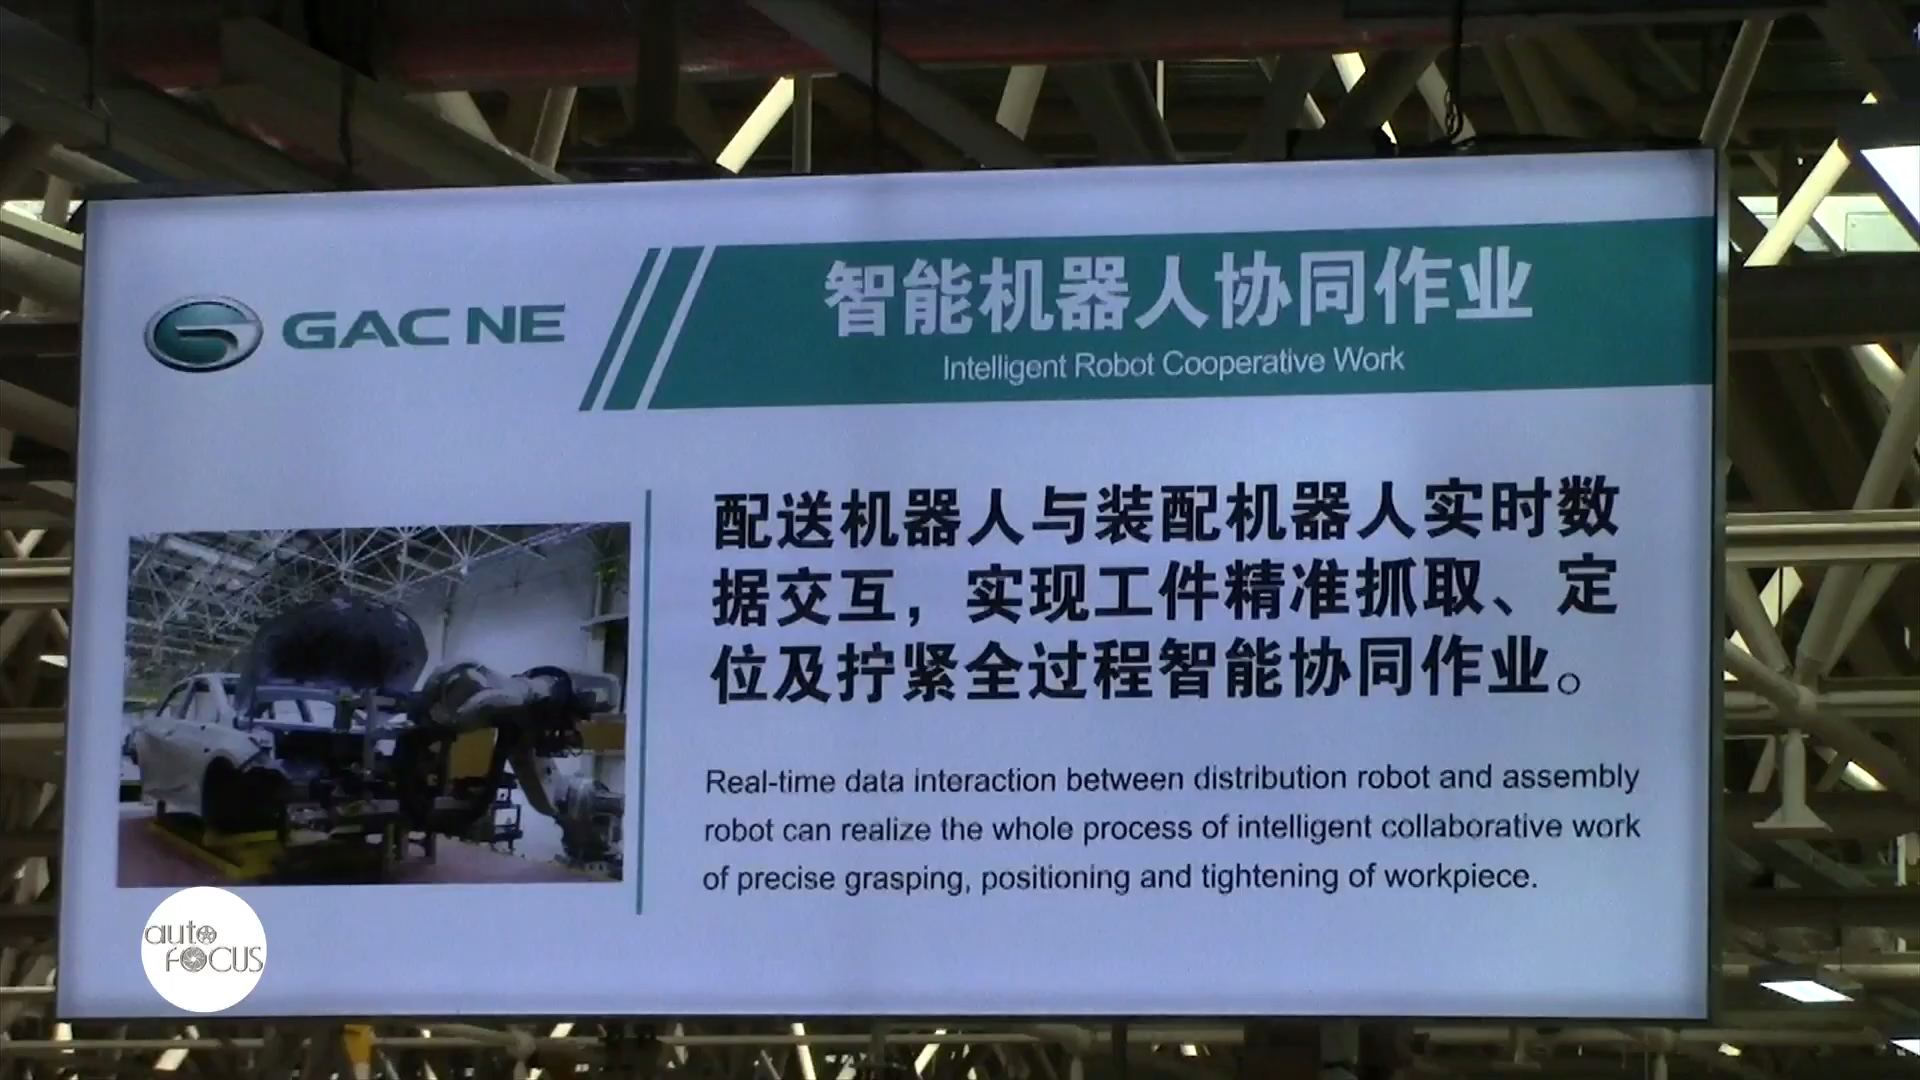 GAC NE
智能机器人协同作业
Intelligent Robot Cooperative Work
配送机器人与装配机器人实时数
据交互，实现工件精准抓取、定
位及拧紧全过程智能协同作业。
Real-time data interaction between distribution robot and assembly
robot can realize the whole process of intelligent collaborative work
of precise grasping, positioning and tightening of workpiece.
auto
FOCUS